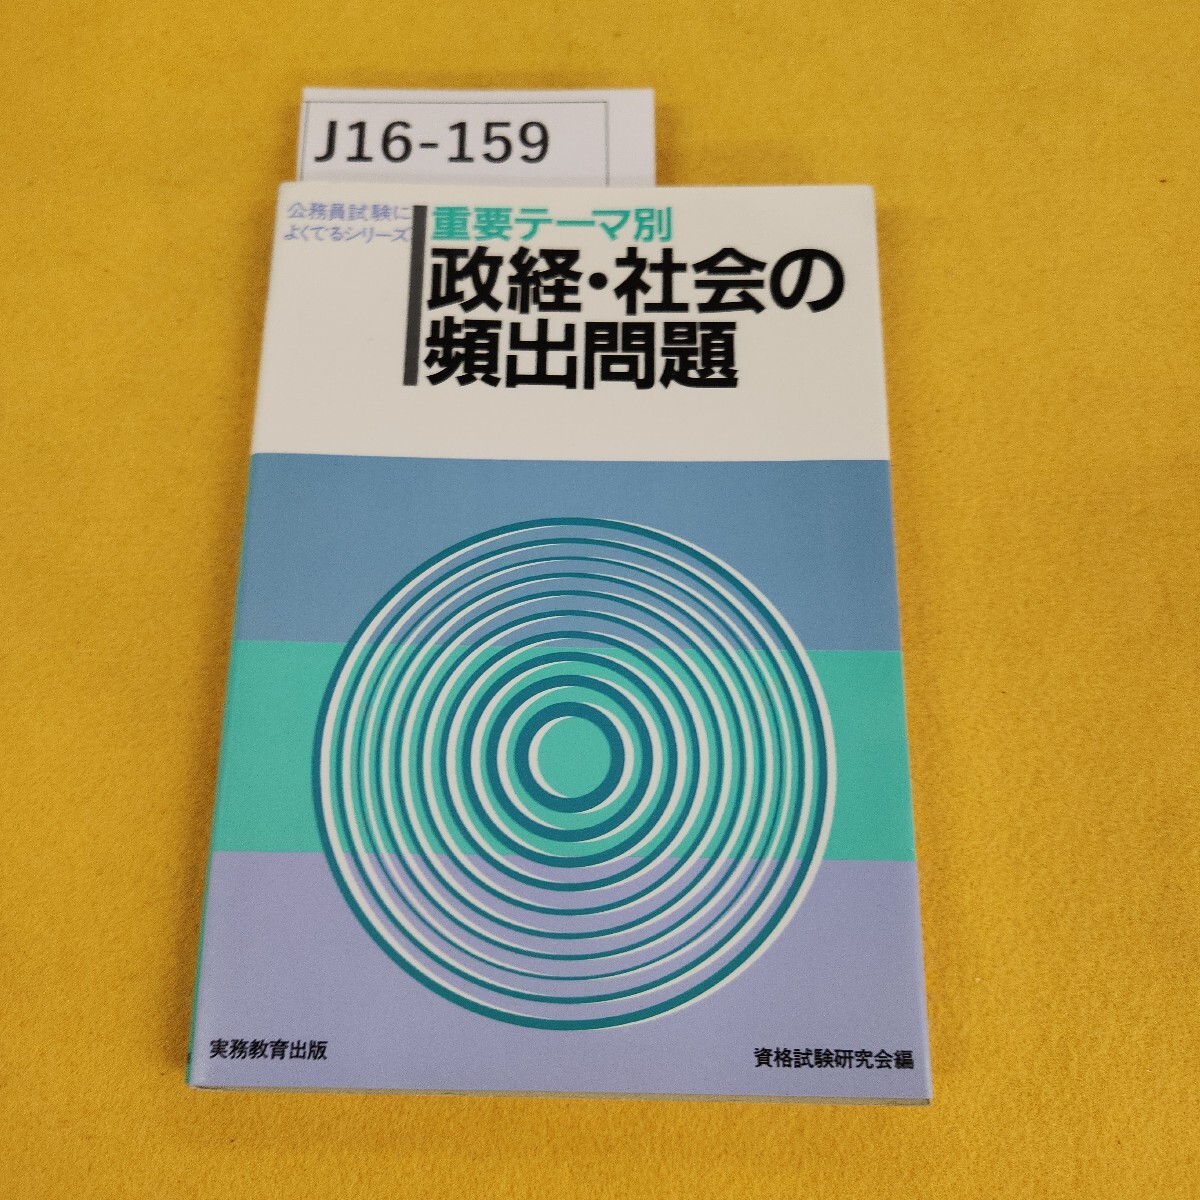 J16-159
公務員試験に
よくでるシリーズ
重要テーマ別
政経・社会の
頻出問題
実務教育出版
資格試験研究会編